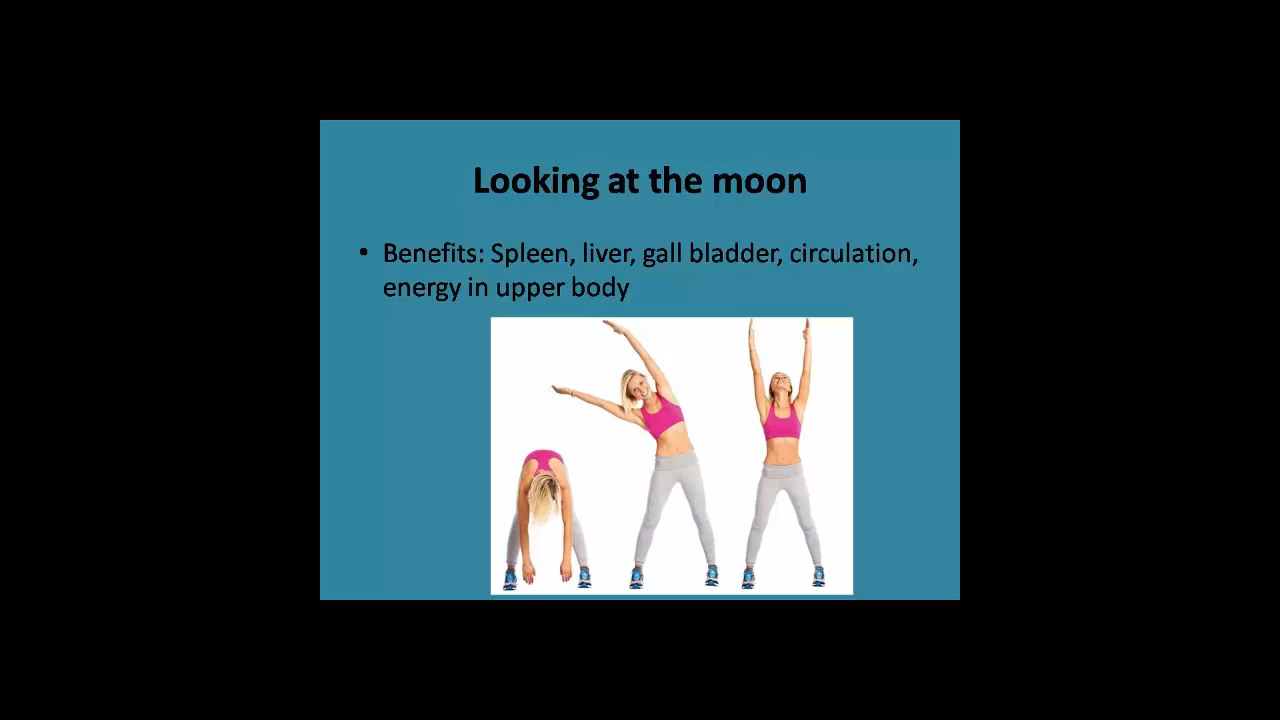 Looking at the moon
• Benefits: Spleen, liver, gall bladder, circulation,
energy in upper body